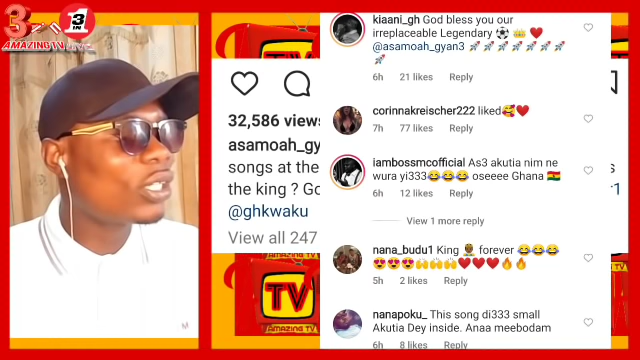 3 IN 1
AMAZING TV
32,586 views
asamoah_gy
songs at the
the king ? Go
@ghkwaku
View all 247
kiaani_gh God bless you our
irreplaceable Legendary ⚽ 👑 ❤️
@asamoah_gyan3 🚀🚀🚀🚀🚀🚀🚀
🚀
6h 21 likes Reply
corinnakreischer222 liked🥰❤️
7h 77 likes Reply
iambossmcofficial As3 akutia nim ne
wura yi333😂😂😂 oseeee Ghana 🇬🇭
6h 12 likes Reply
View 1 more reply
nana_budu1 King 🤴🏾 forever 😂😂😂
😍😍😍🙌🙌🙌❤️❤️❤️🔥🔥
5h 2 likes Reply
nanapoku_ This song di333 small
Akutia Dey inside. Anaa meebodam
6h 8 likes Reply
TV
AMAZING TV